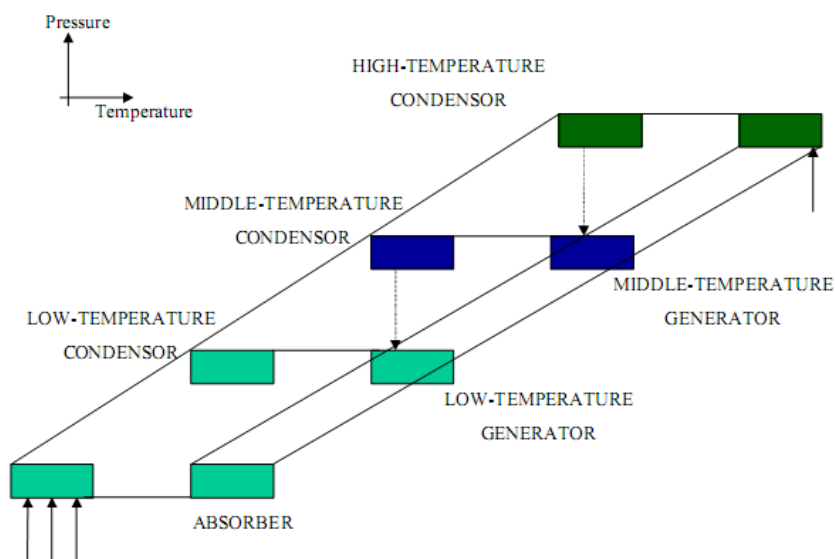 Pressure
Temperature
HIGH-TEMPERATURE
CONDENSOR
MIDDLE-TEMPERATURE
CONDENSOR
MIDDLE-TEMPERATURE
GENERATOR
LOW-TEMPERATURE
CONDENSOR
LOW-TEMPERATURE
GENERATOR
ABSORBER